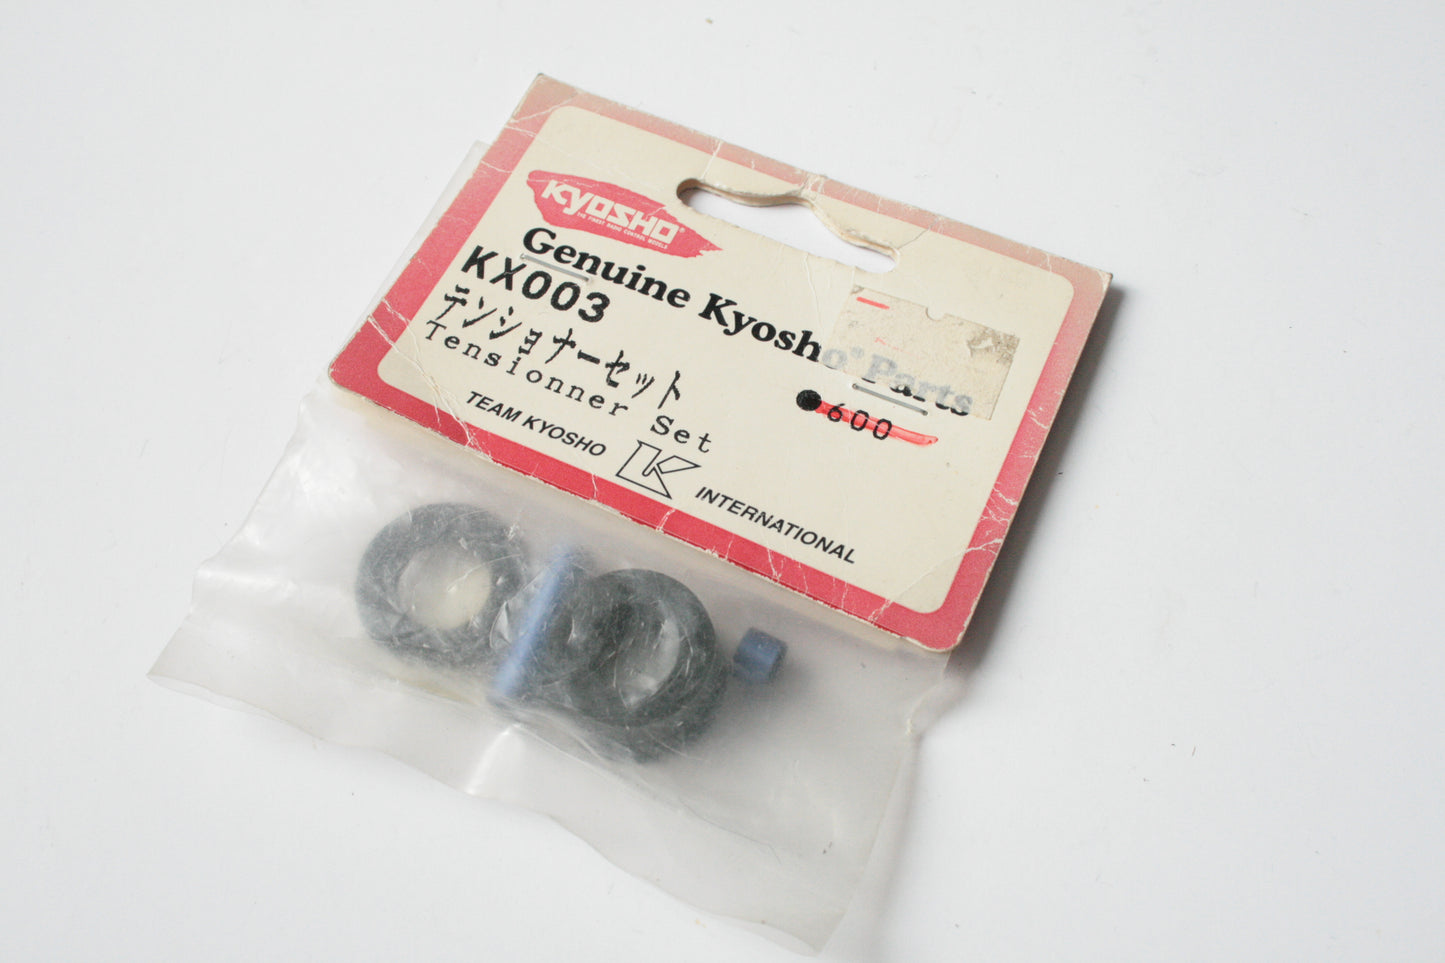 KYOSHO®
THE FINEST RADIO CONTROL MODELS
Genuine Kyosho® Parts
KX003
テンショナーセット
Tensionner Set
●600
TEAM KYOSHO K INTERNATIONAL